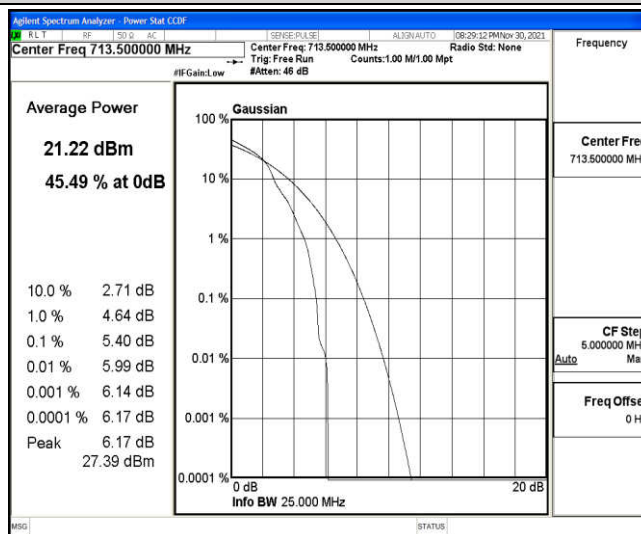 Agilent Spectrum Analyzer - Power Stat CCDF
R L T RF 50 Ω AC SENSE:PULSE ALIGN AUTO 08:29:12 PM Nov 30, 2021
Center Freq 713.500000 MHz
Center Freq: 713.500000 MHz Radio Std: None
Trig: Free Run Counts:1.00 M/1.00 Mpt
#IFGain:Low #Atten: 46 dB
Frequency
Average Power
21.22 dBm
45.49 % at 0dB
10.0 % 2.71 dB
1.0 % 4.64 dB
0.1 % 5.40 dB
0.01 % 5.99 dB
0.001 % 6.14 dB
0.0001 % 6.17 dB
Peak 6.17 dB
27.39 dBm
Gaussian
100 %
10 %
1 %
0.1 %
0.01 %
0.001 %
0.0001 %
0 dB 20 dB
Info BW 25.000 MHz
Center Fre
713.500000 MH
CF Step
5.000000 MH
Auto Ma
Freq Offse
0 H
MSG STATUS